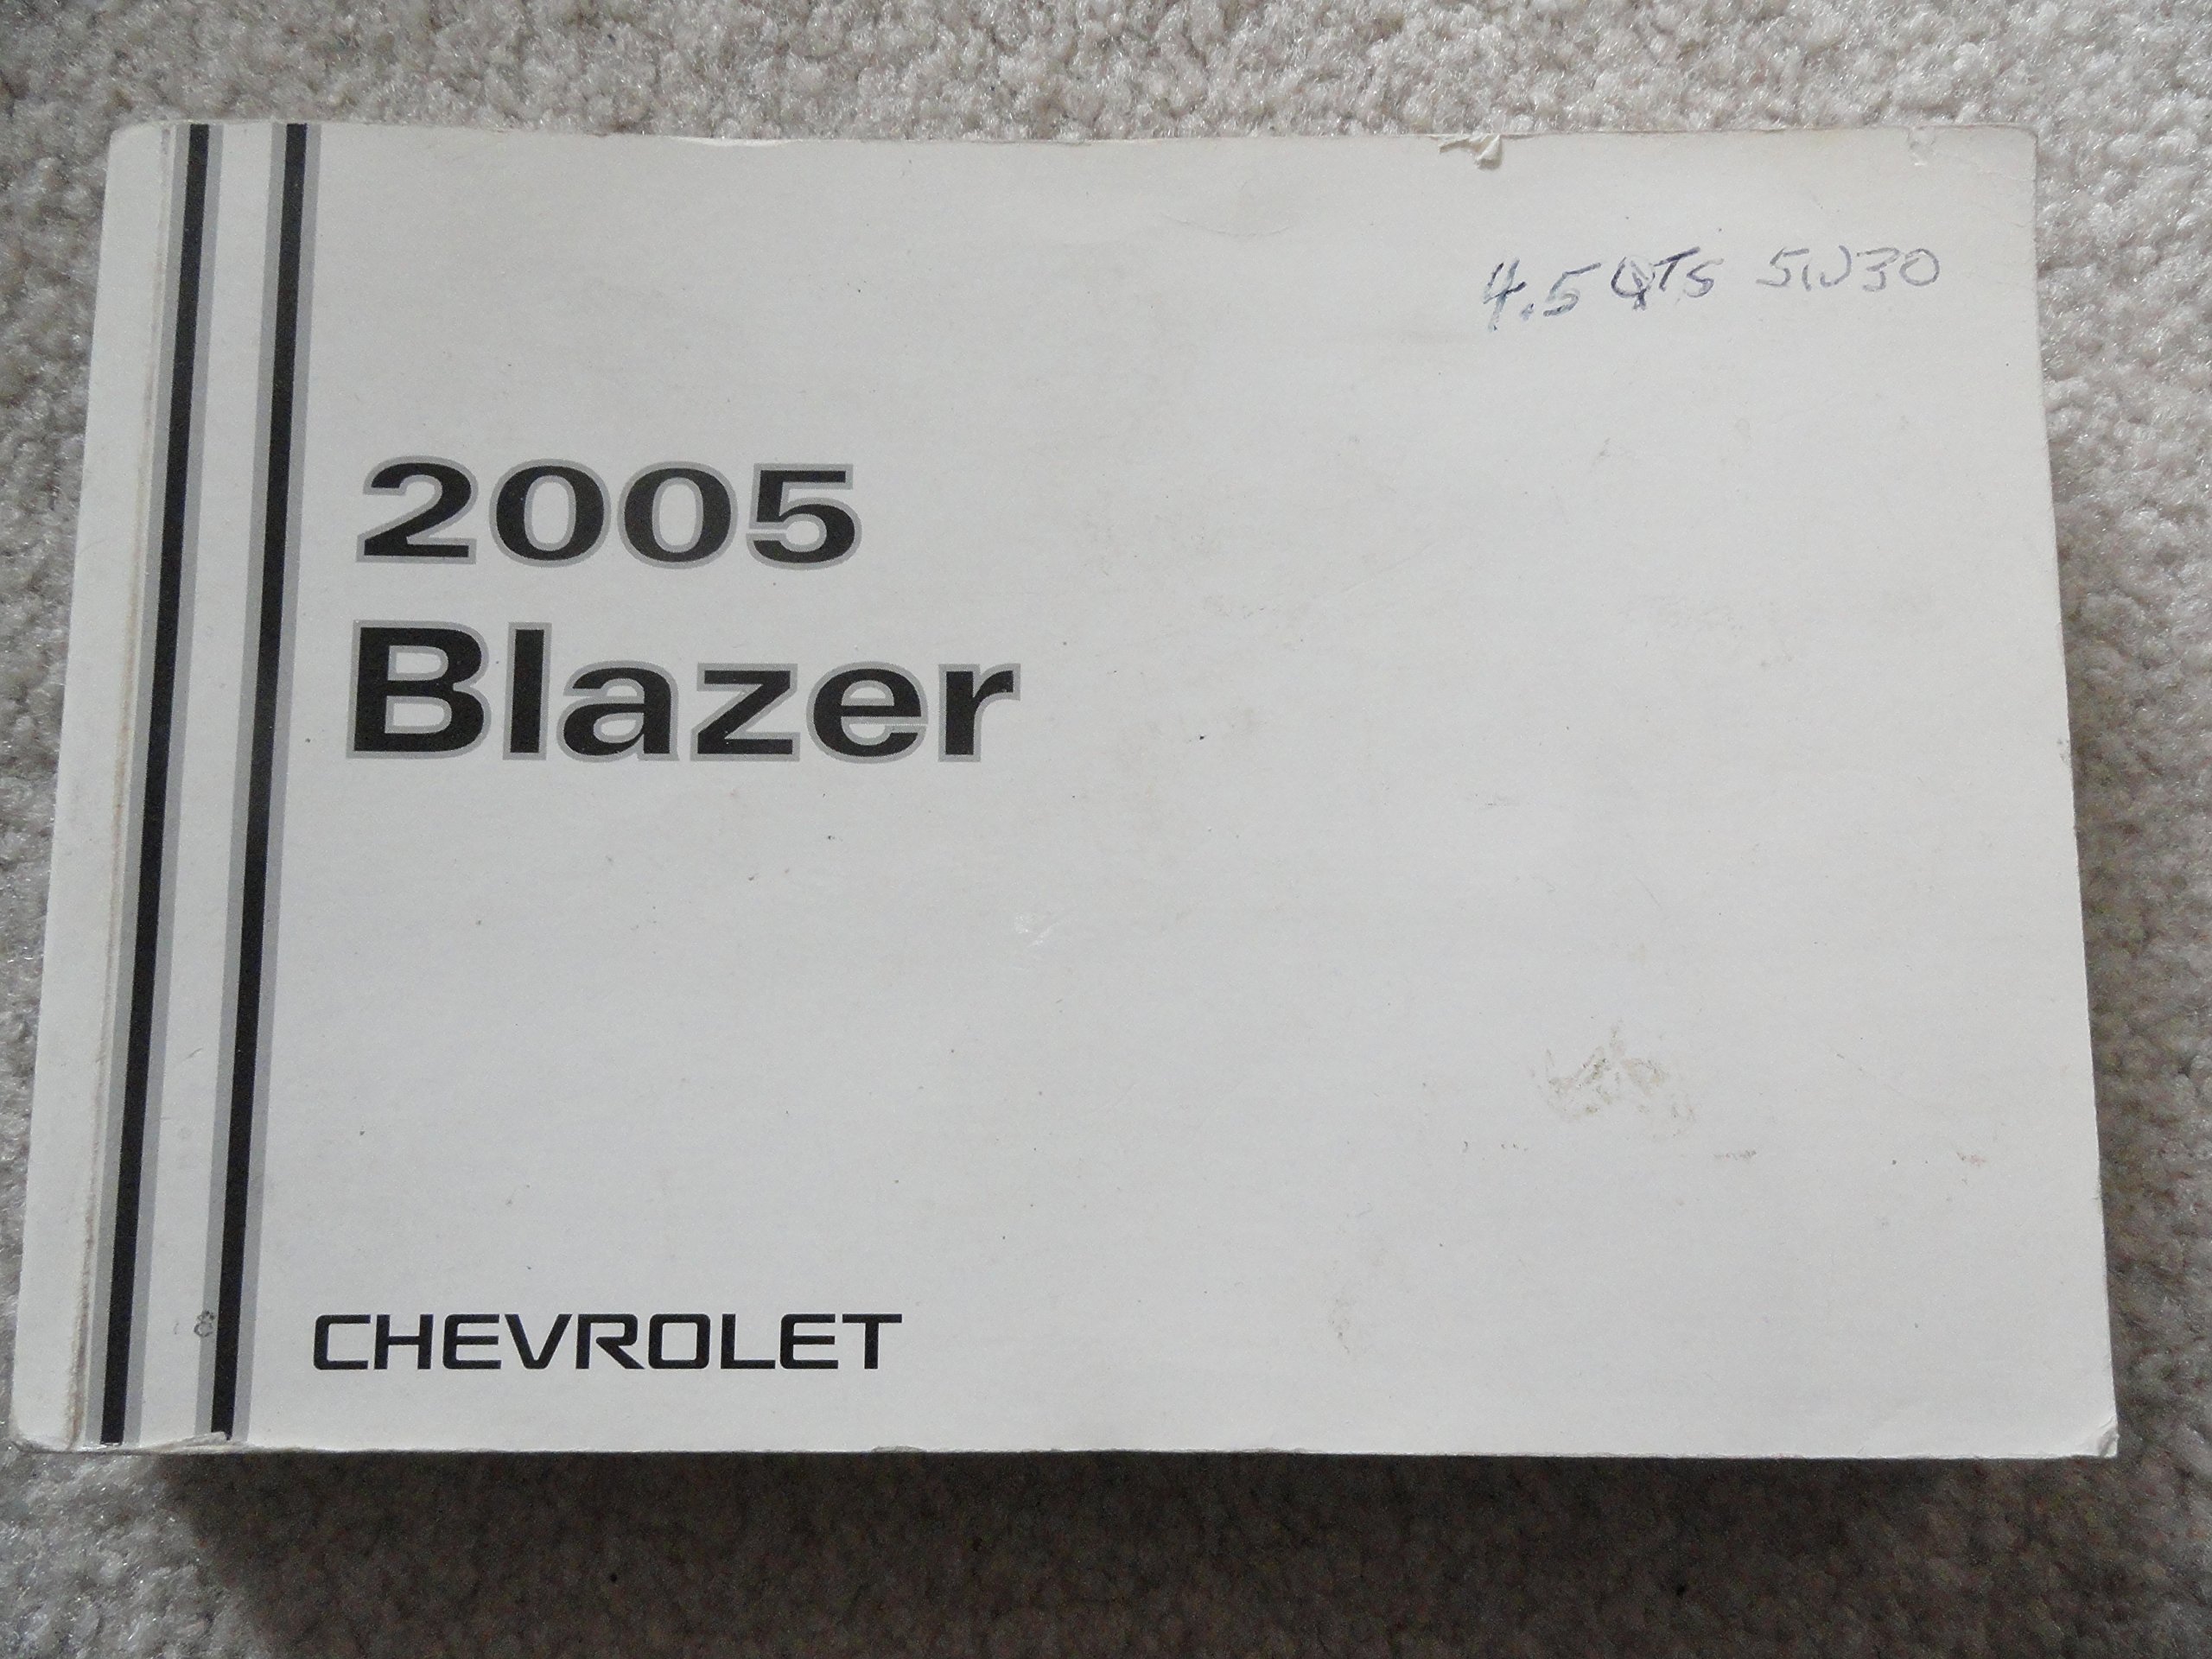 4.5 QTS 5W30
2005
Blazer
CHEVROLET